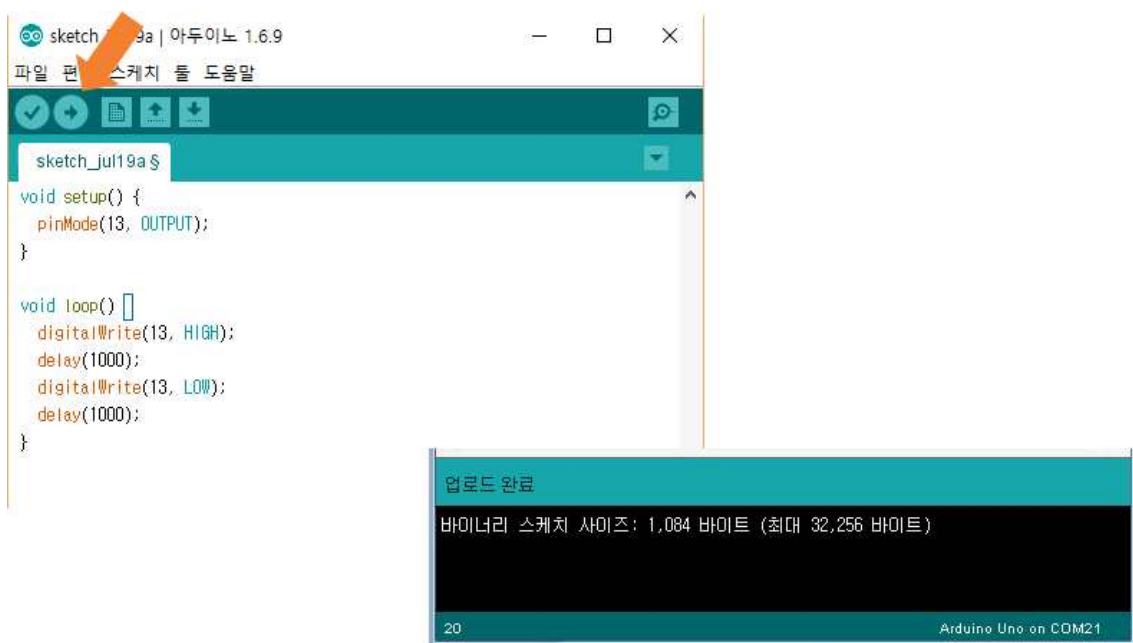 sketch_ 9a | 아두이노 1.6.9
파일 편 스케치 툴 도움말
sketch_jul19a §
void setup() {
pinMode(13, OUTPUT);
}
void loop()
digitalWrite(13, HIGH);
delay(1000);
digitalWrite(13, LOW);
delay(1000);
}
업로드 완료
바이너리 스케치 사이즈: 1,084 바이트 (최대 32,256 바이트)
20
Arduino Uno on COM21